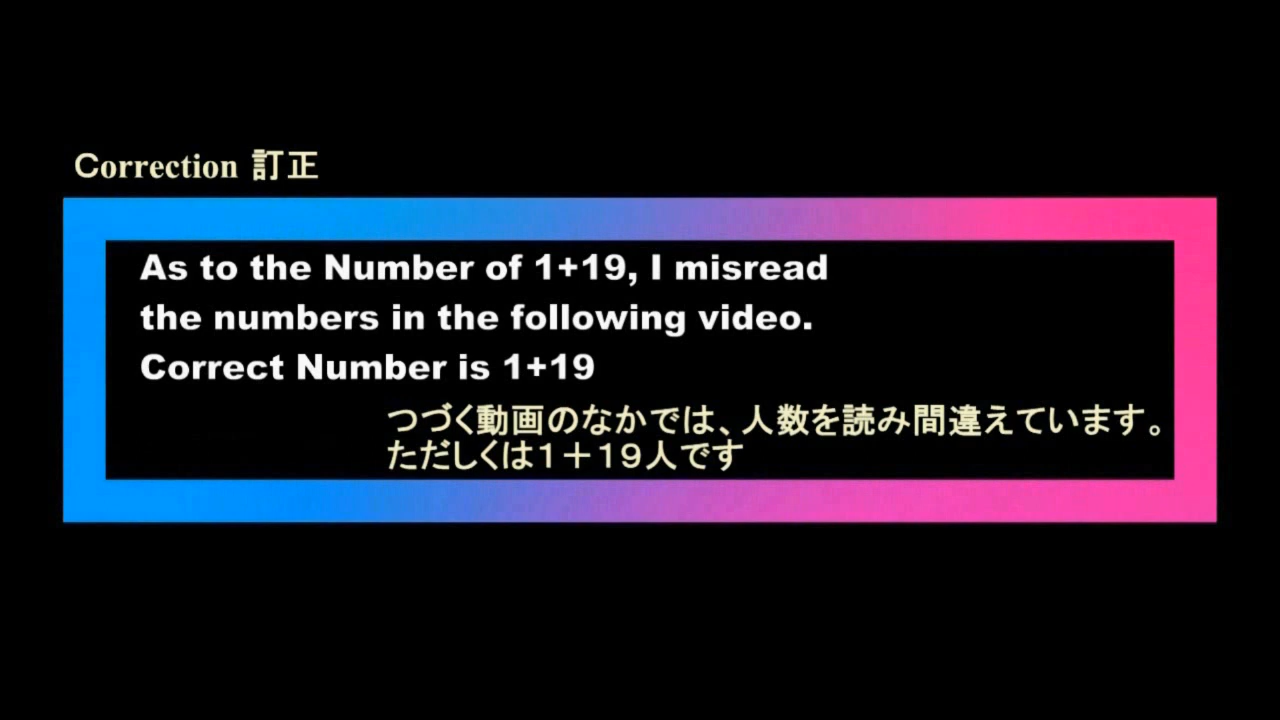 Correction 訂正
As to the Number of 1+19, I misread
the numbers in the following video.
Correct Number is 1+19
つづく動画のなかでは、人数を読み間違えています。
ただしくは１＋１９人です